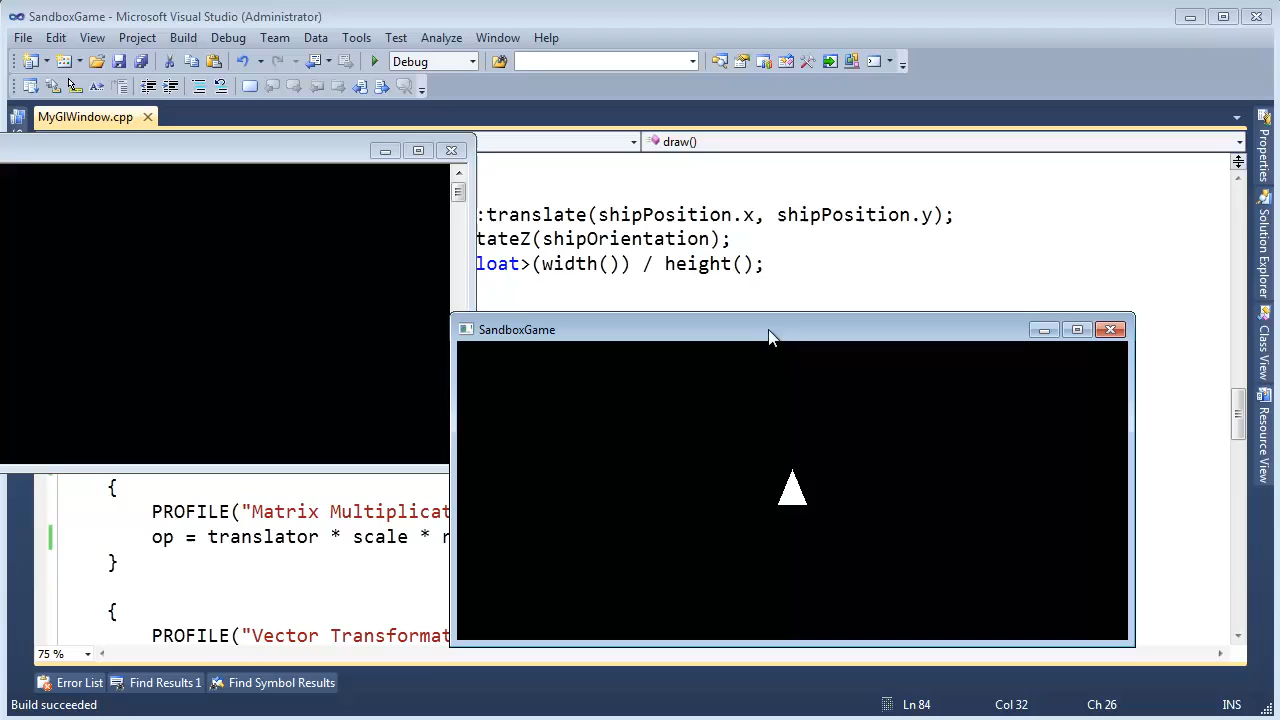 SandboxGame - Microsoft Visual Studio (Administrator)
File Edit View Project Build Debug Team Data Tools Test Analyze Window Help
Debug
MyGlWindow.cpp
draw()
:translate(shipPosition.x, shipPosition.y);
tateZ(shipOrientation);
loat>(width()) / height();
SandboxGame
{
PROFILE("Matrix Multiplicat
op = translator * scale * r
}
{
PROFILE("Vector Transformat
75 %
Properties
Solution Explorer
Class View
Resource View
Error List Find Results 1 Find Symbol Results
Build succeeded Ln 84 Col 32 Ch 26 INS